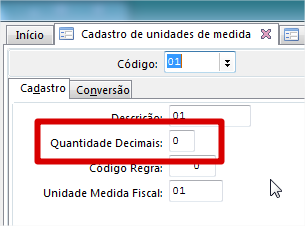 Início Cadastro de unidades de medida
Código: 01
Cadastro Conversão
Descrição: 01
Quantidade Decimais: 0
Código Regra: 0
Unidade Medida Fiscal: 01